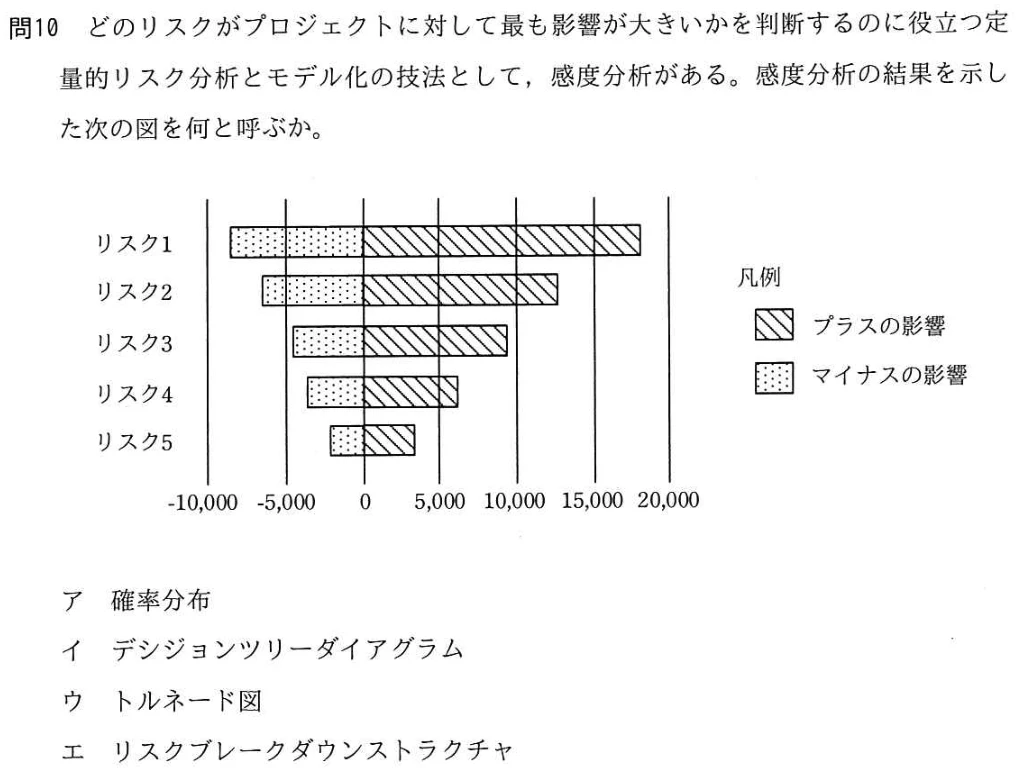 問10 どのリスクがプロジェクトに対して最も影響が大きいかを判断するのに役立つ定
量的リスク分析とモデル化の技法として，感度分析がある。感度分析の結果を示し
た次の図を何と呼ぶか。
リスク1
リスク2
リスク3
リスク4
リスク5
凡例
プラスの影響
マイナスの影響
-10,000 -5,000 0 5,000 10,000 15,000 20,000
ア 確率分布
イ デシジョンツリーダイアグラム
ウ トルネード図
エ リスクブレークダウンストラクチャ